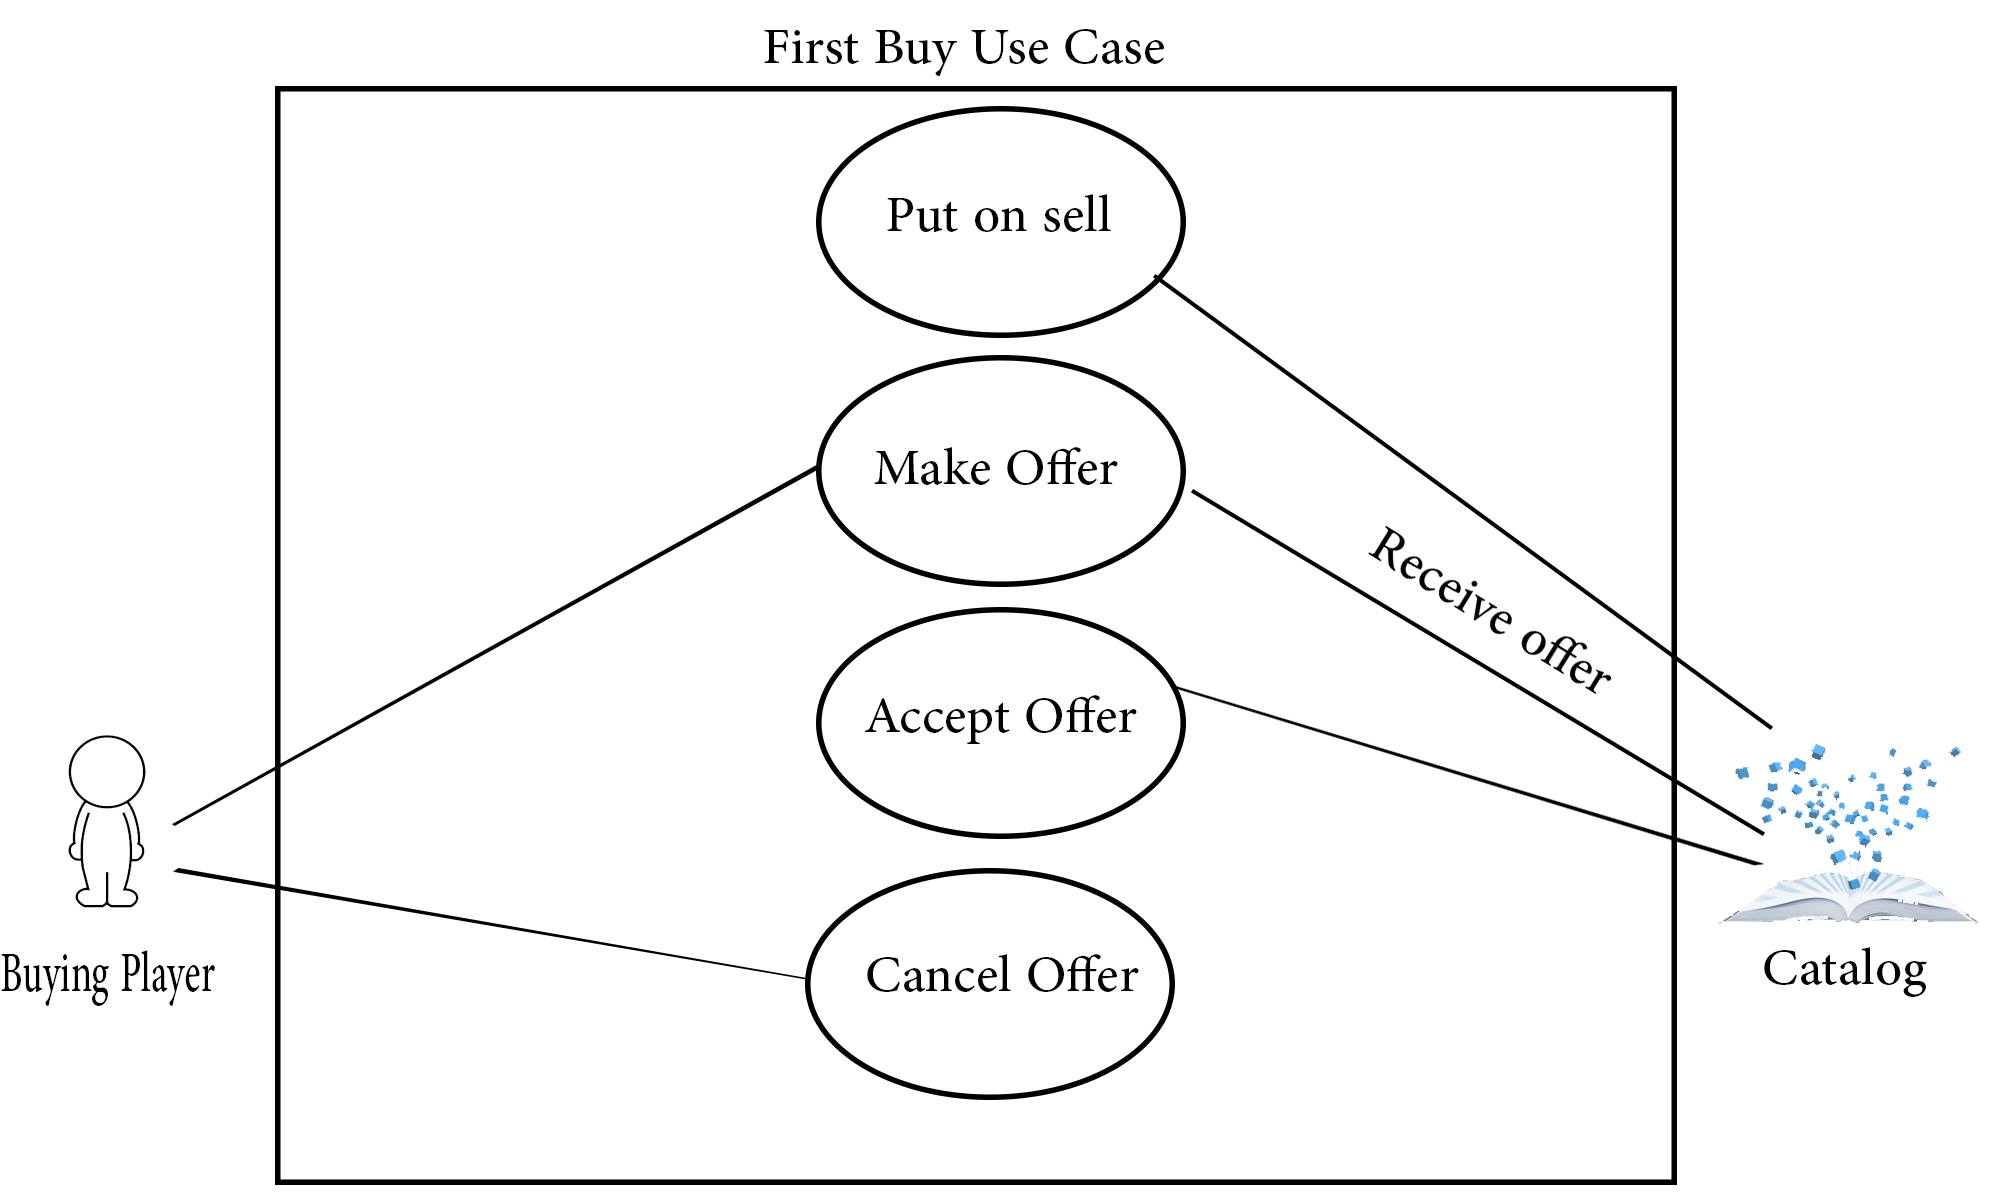 First Buy Use Case
Put on sell
Make Offer
Receive offer
Accept Offer
Cancel Offer
Buying Player
Catalog